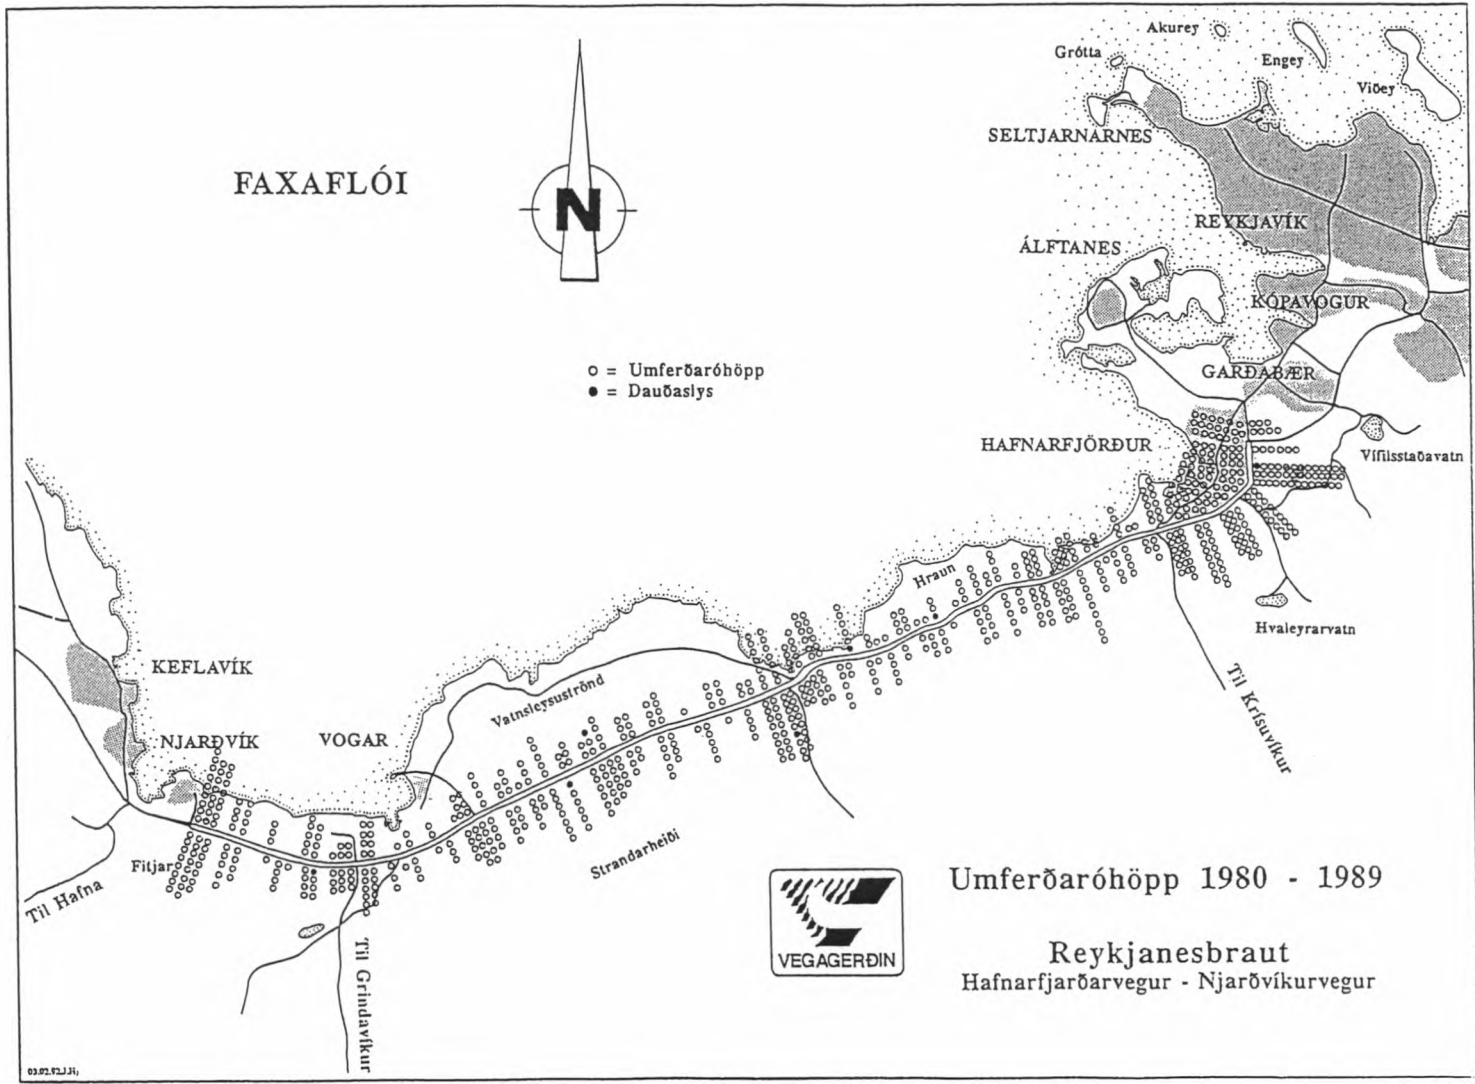 Akurey
Grótta
Engey
Viðey
SELTJARNARNES
FAXAFLÓI
N
REYKJAVÍK
ÁLFTANES
KÓPAVOGUR
o = Umferðaróhöpp
● = Dauðaslys
GARÐABÆR
HAFNARFJÖRÐUR
Vífilsstaðavatn
Hraun
Hvaleyrarvatn
KEFLAVÍK
Til Krísuvíkur
Vatnsleysuströnd
NJARÐVÍK
VOGAR
Strandarheiði
Fitjar
Til Hafna
Til Grindavíkur
VEGAGERÐIN
Umferðaróhöpp 1980 - 1989
Reykjanesbraut
Hafnarfjarðarvegur - Njarðvíkurvegur